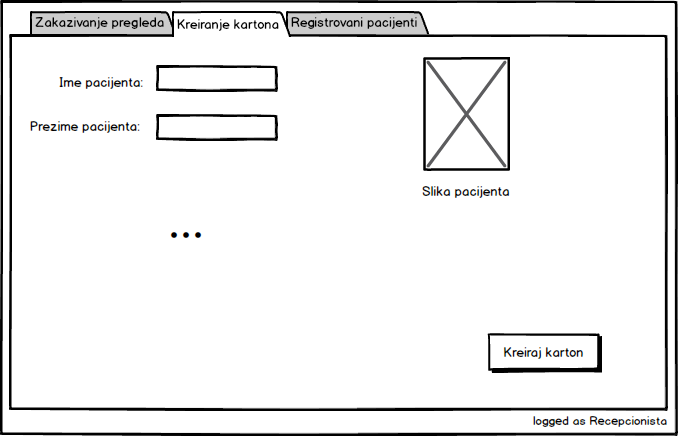 Zakazivanje pregleda
Kreiranje kartona
Registrovani pacijenti
Ime pacijenta:
Prezime pacijenta:
Slika pacijenta
...
Kreiraj karton
logged as Recepcionista